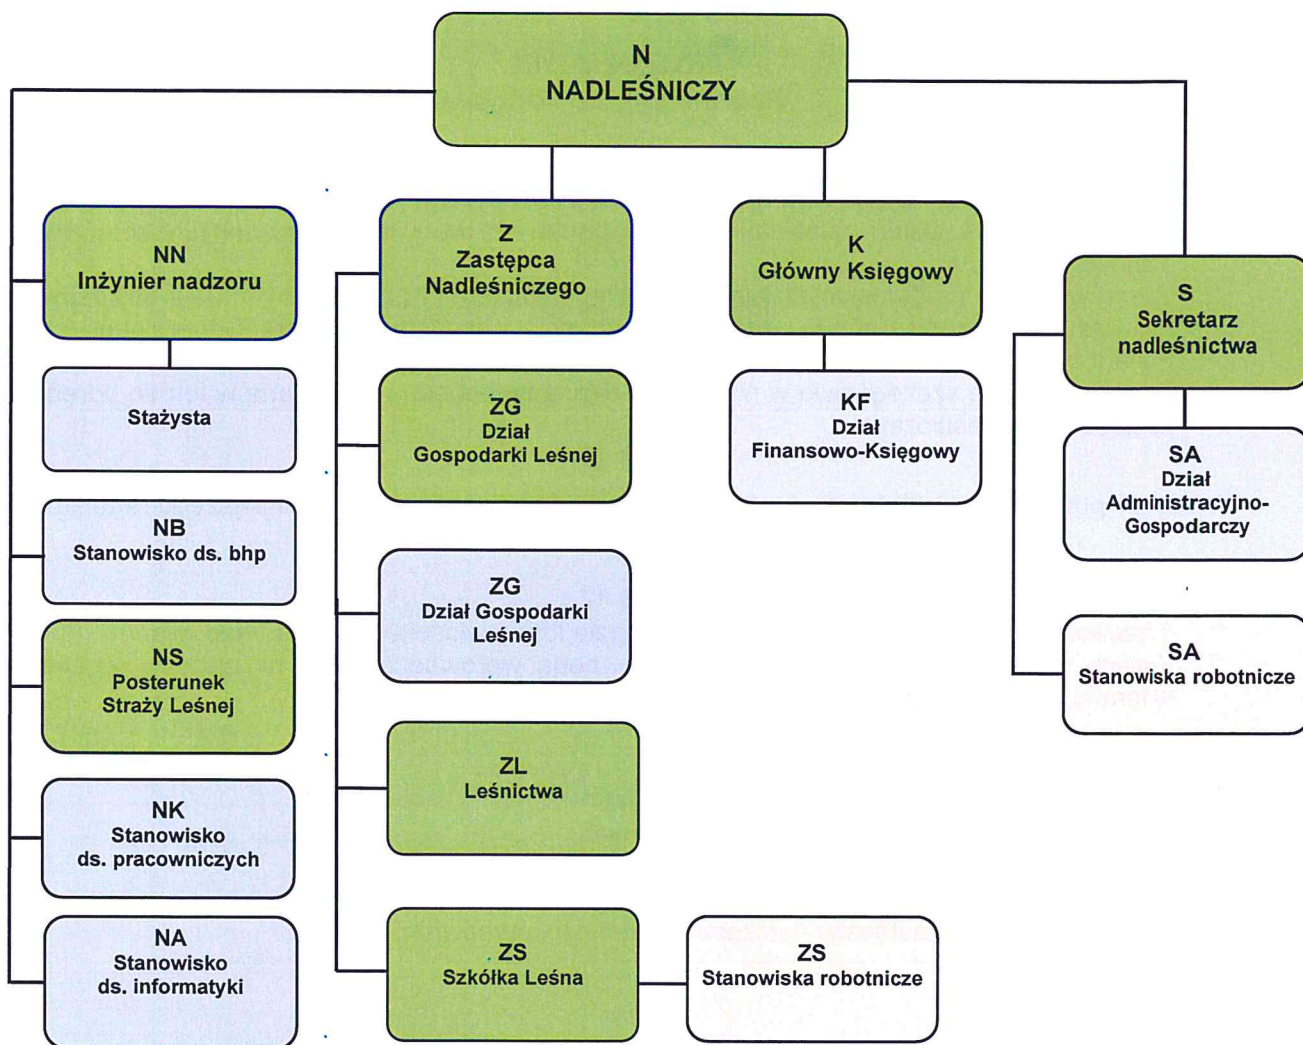 N
NADLEŚNICZY
NN
Inżynier nadzoru
Stażysta
NB
Stanowisko ds. bhp
NS
Posterunek
Straży Leśnej
NK
Stanowisko
ds. pracowniczych
NA
Stanowisko
ds. informatyki
Z
Zastępca
Nadleśniczego
ZG
Dział
Gospodarki Leśnej
ZG
Dział Gospodarki
Leśnej
ZL
Leśnictwa
ZS
Szkółka Leśna
ZS
Stanowiska robotnicze
K
Główny Księgowy
KF
Dział
Finansowo-Księgowy
S
Sekretarz
nadleśnictwa
SA
Dział
Administracyjno-
Gospodarczy
SA
Stanowiska robotnicze